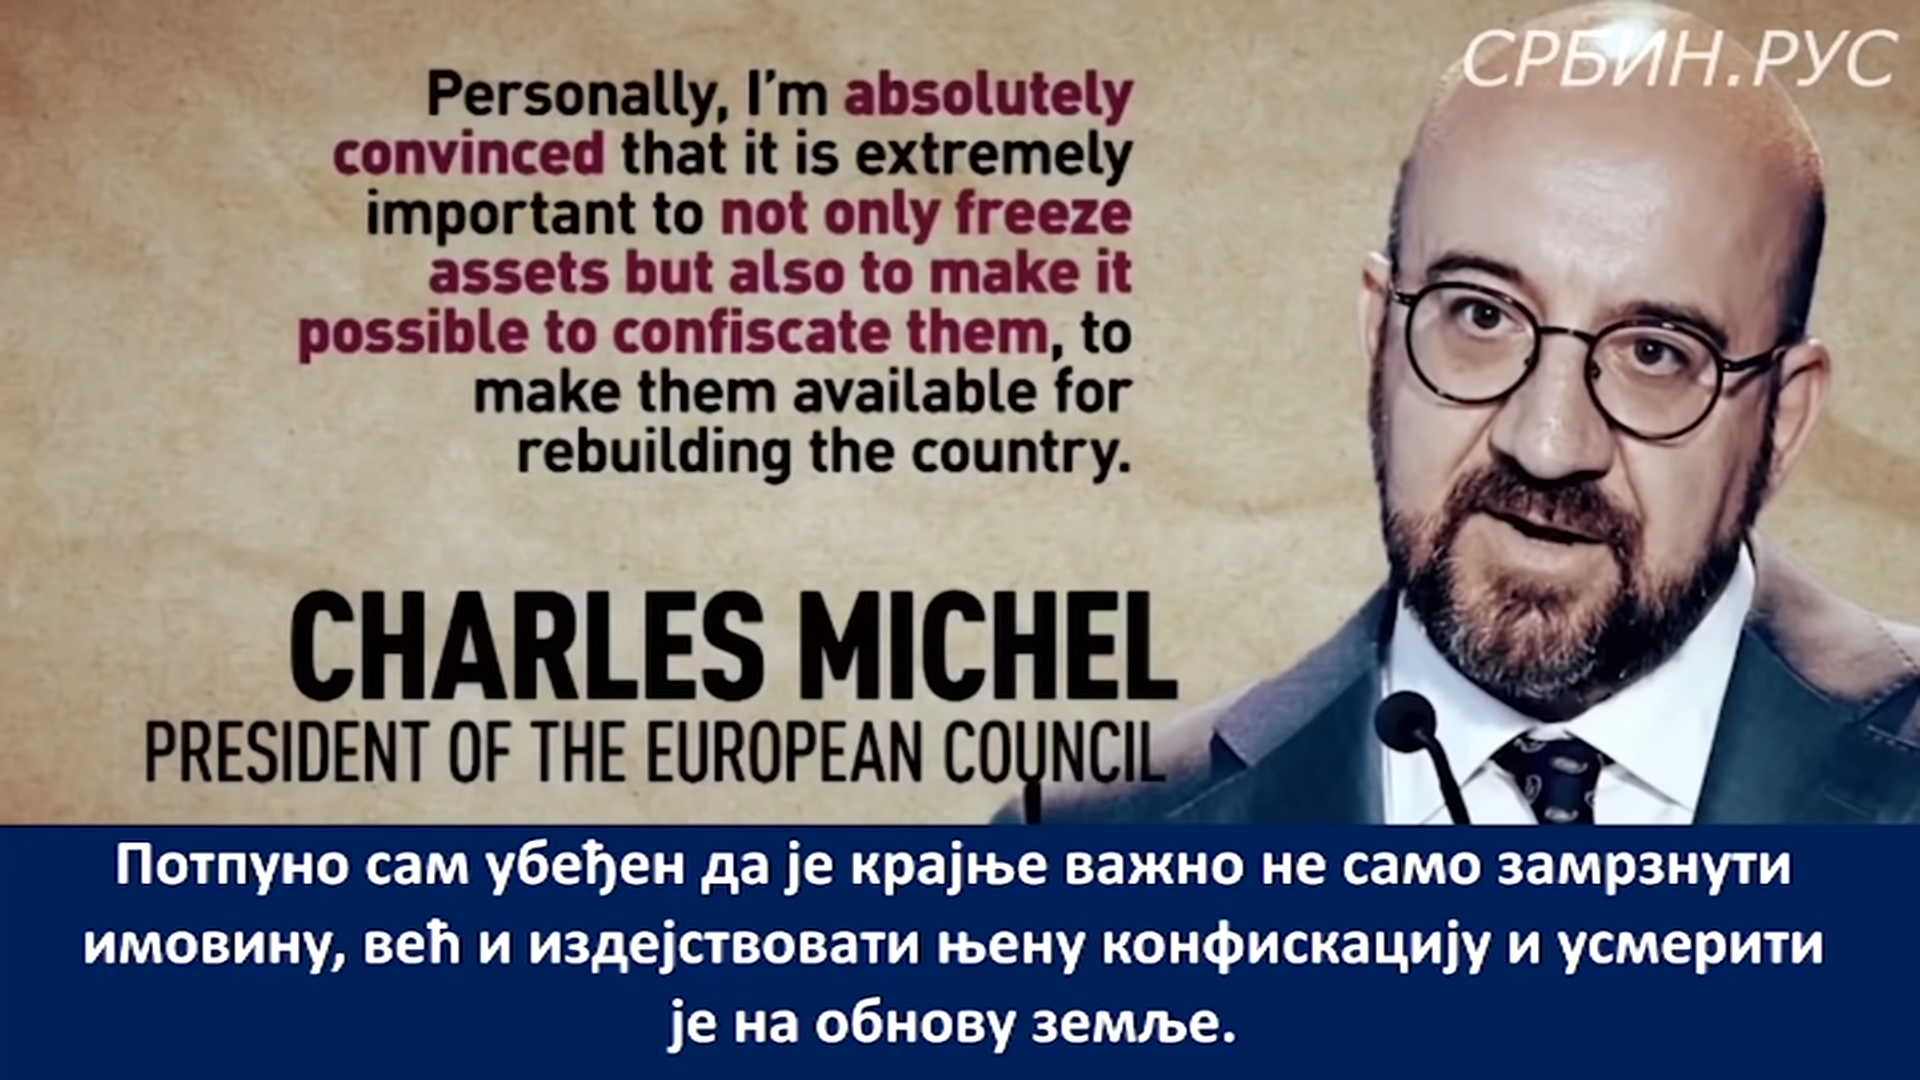 СРБИН.РУС
Personally, I’m absolutely
convinced that it is extremely
important to not only freeze
assets but also to make it
possible to confiscate them, to
make them available for
rebuilding the country.
CHARLES MICHEL
PRESIDENT OF THE EUROPEAN COUNCIL
Потпуно сам убеђен да је крајње важно не само замрзнути
имовину, већ и издејствовати њену конфискацију и усмерити
је на обнову земље.